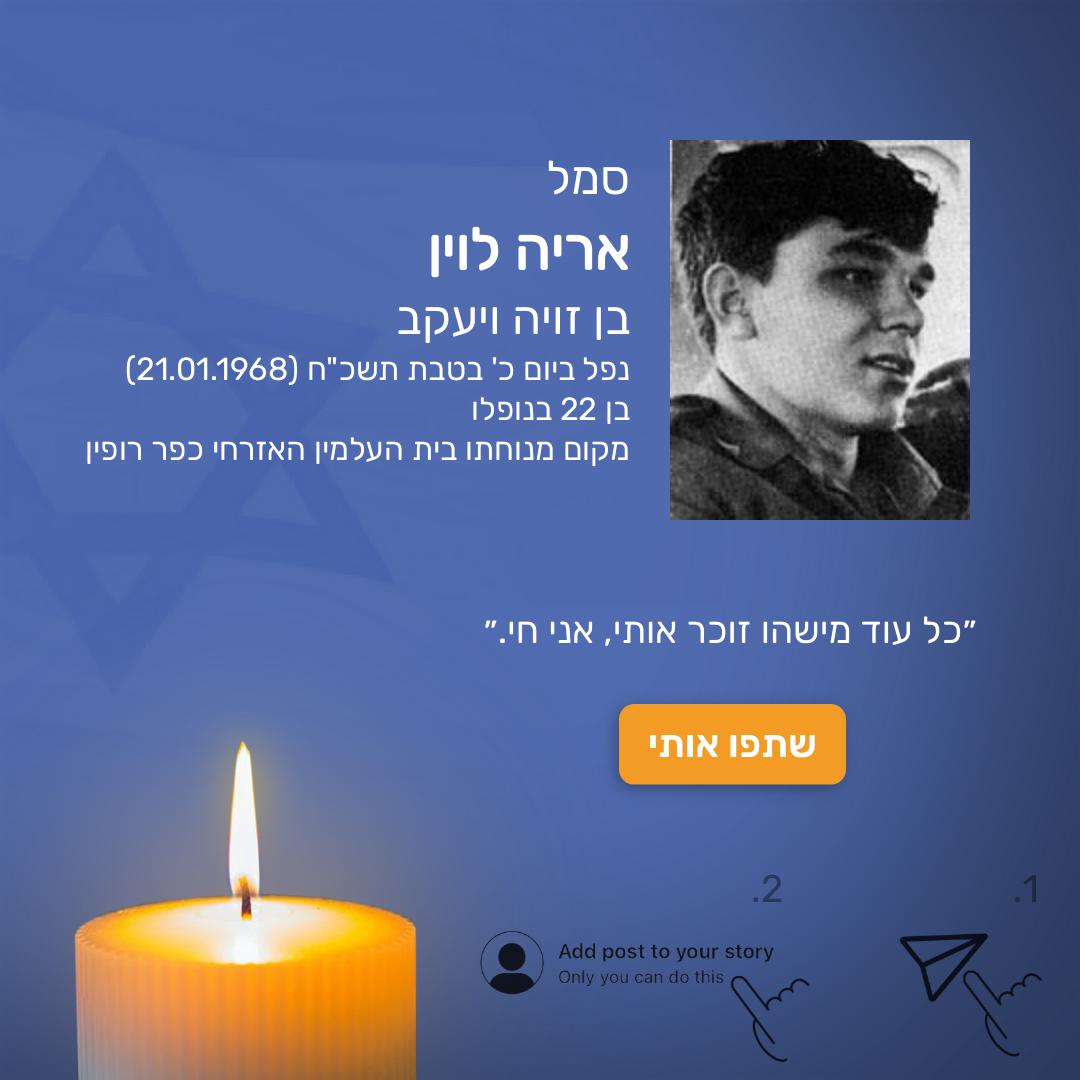 סמל
אריה לוין
בן זויה ויעקב
נפל ביום כ' בטבת תשכ"ח (21.01.1968)
בן 22 בנופלו
מקום מנוחתו בית העלמין האזרחי כפר רופין
״כל עוד מישהו זוכר אותי, אני חי.״
שתפו אותי
.1
.2
Add post to your story
Only you can do this